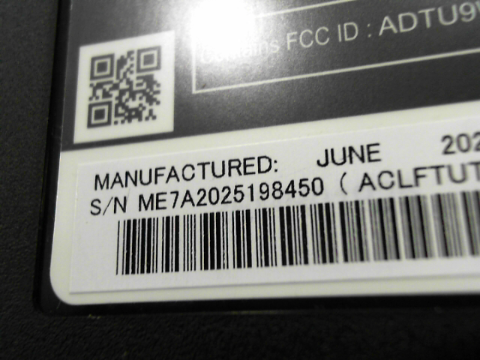 FCC ID : ADTU9
MANUFACTURED: JUNE 202
S/N ME7A2025198450 ( ACLFTUT